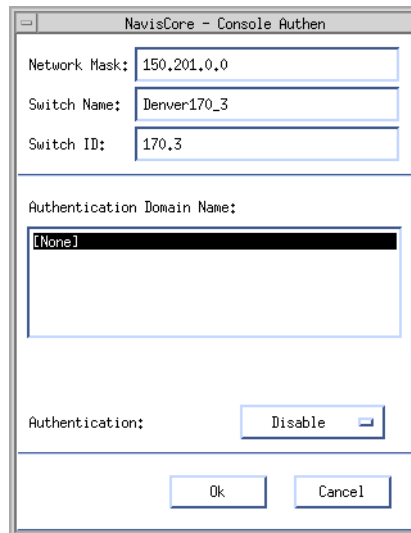 NavisCore - Console Authen
Network Mask: 150.201.0.0
Switch Name: Denver170_3
Switch ID: 170.3
Authentication Domain Name:
[None]
Authentication: Disable
Ok Cancel